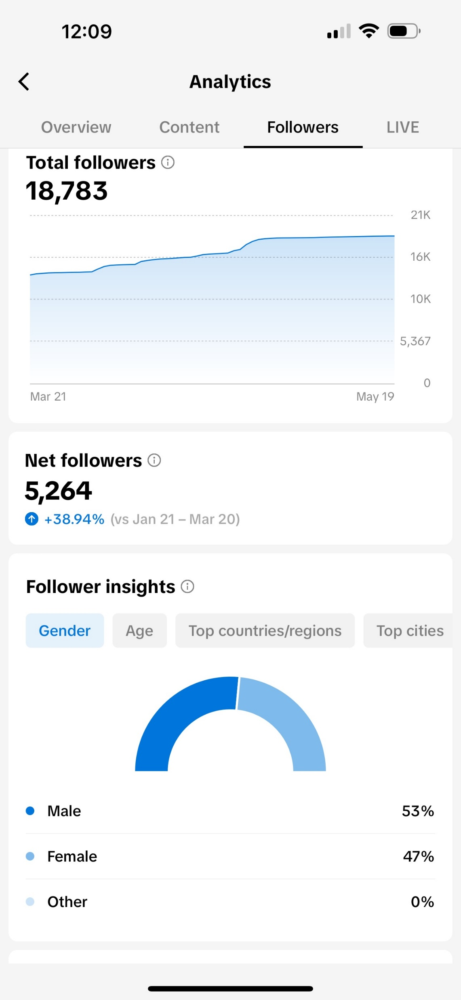 12:09
Analytics
Overview Content Followers LIVE
Total followers
18,783
21K
16K
10K
5,367
0
Mar 21 May 19
Net followers
5,264
+38.94% (vs Jan 21 – Mar 20)
Follower insights
Gender Age Top countries/regions Top cities
Male 53%
Female 47%
Other 0%